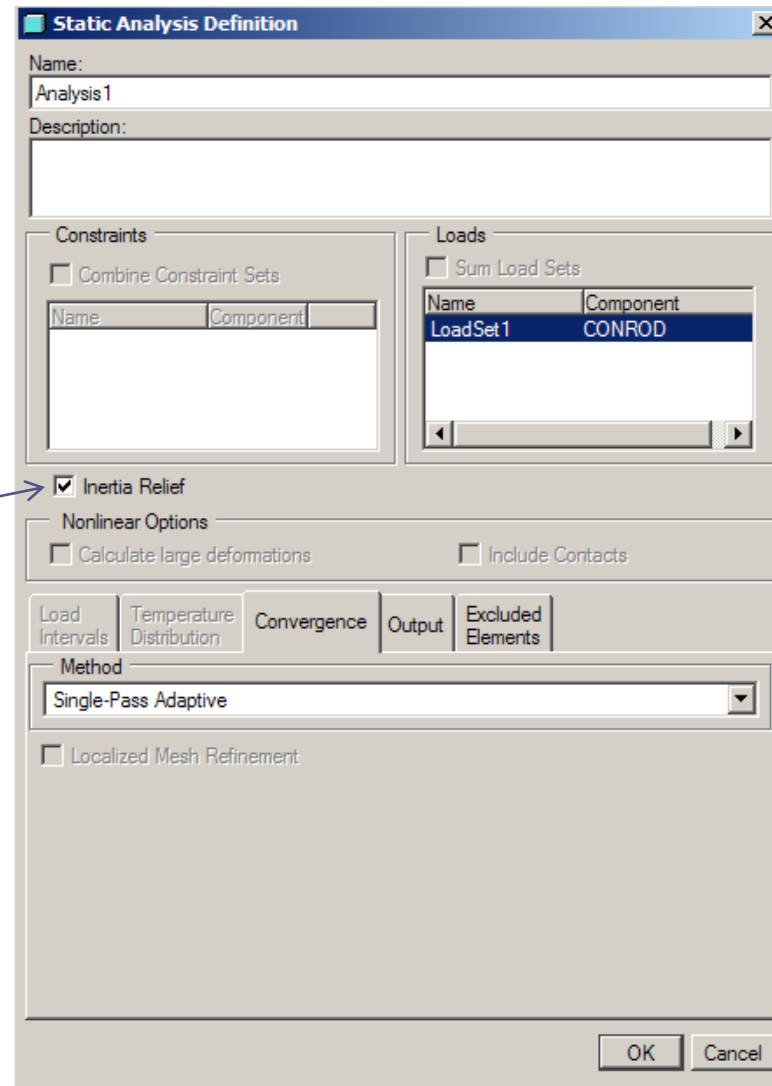 Static Analysis Definition
Name:
Analysis1
Description:
Constraints
Combine Constraint Sets
Name Component
Loads
Sum Load Sets
Name Component
LoadSet1 CONROD
Inertia Relief
Nonlinear Options
Calculate large deformations Include Contacts
Load Intervals Temperature Distribution Convergence Output Excluded Elements
Method
Single-Pass Adaptive
Localized Mesh Refinement
OK Cancel